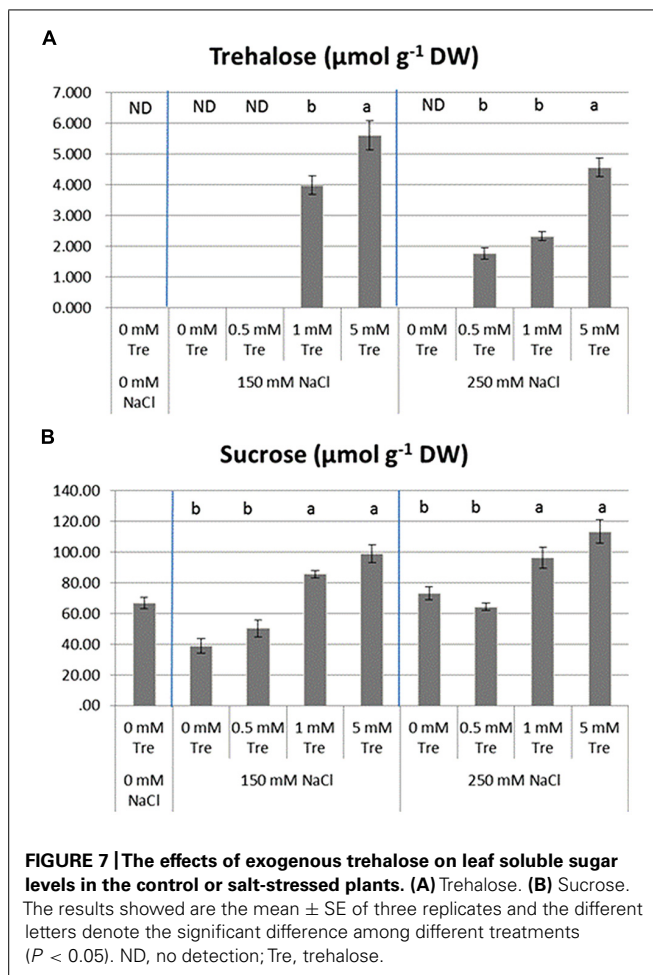 A
Trehalose (µmol g-1 DW)
7.000
6.000
5.000
4.000
3.000
2.000
1.000
0.000
ND ND ND b a ND b b a
0 mM Tre 0 mM Tre 0.5 mM Tre 1 mM Tre 5 mM Tre 0 mM Tre 0.5 mM Tre 1 mM Tre 5 mM Tre
0 mM NaCl 150 mM NaCl 250 mM NaCl
B
Sucrose (µmol g-1 DW)
140.00
120.00
100.00
80.00
60.00
40.00
20.00
.00
b b a a b b a a
0 mM Tre 0 mM Tre 0.5 mM Tre 1 mM Tre 5 mM Tre 0 mM Tre 0.5 mM Tre 1 mM Tre 5 mM Tre
0 mM NaCl 150 mM NaCl 250 mM NaCl
FIGURE 7 | The effects of exogenous trehalose on leaf soluble sugar
levels in the control or salt-stressed plants. (A) Trehalose. (B) Sucrose.
The results showed are the mean ± SE of three replicates and the different
letters denote the significant difference among different treatments
(P < 0.05). ND, no detection; Tre, trehalose.